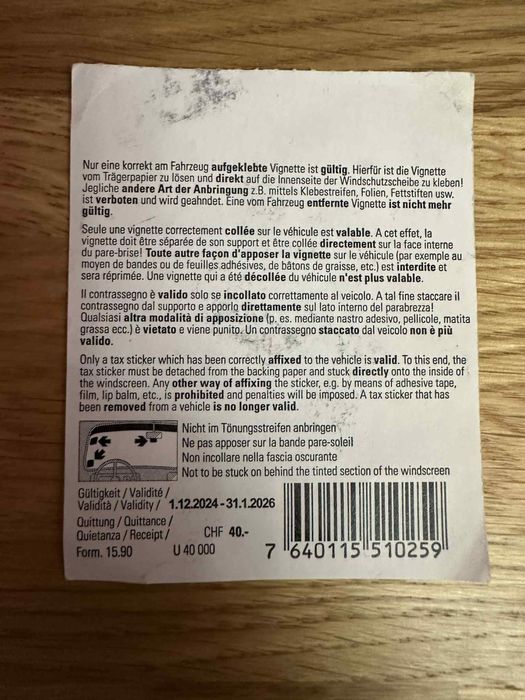 Nur eine korrekt am Fahrzeug aufgeklebte Vignette ist gültig. Hierfür ist die Vignette
vom Trägerpapier zu lösen und direkt auf die Innenseite der Windschutzscheibe zu kleben!
Jegliche andere Art der Anbringung z.B. mittels Klebestreifen, Folien, Fettstiften usw.
ist verboten und wird geahndet. Eine vom Fahrzeug entfernte Vignette ist nicht mehr
gültig.
Seule une vignette correctement collée sur le véhicule est valable. A cet effet, la
vignette doit être séparée de son support et être collée directement sur la face interne
du pare-brise! Toute autre façon d'apposer la vignette sur le véhicule (par exemple au
moyen de bandes ou de feuilles adhésives, de bâtons de graisse, etc.) est interdite et
sera réprimée. Une vignette qui a été décollée du véhicule n'est plus valable.
Il contrassegno è valido solo se incollato correttamente al veicolo. A tal fine staccare il
contrassegno dal supporto e apporlo direttamente sul lato interno del parabrezza!
Qualsiasi altra modalità di apposizione (p. es. mediante nastro adesivo, pellicole, matita
grassa ecc.) è vietato e viene punito. Un contrassegno staccato dal veicolo non è più
valido.
Only a tax sticker which has been correctly affixed to the vehicle is valid. To this end, the
tax sticker must be detached from the backing paper and stuck directly onto the inside of
the windscreen. Any other way of affixing the sticker, e.g. by means of adhesive tape,
film, lip balm, etc., is prohibited and penalties will be imposed. A tax sticker that has
been removed from a vehicle is no longer valid.
Nicht im Tönungsstreifen anbringen
Ne pas apposer sur la bande pare-soleil
Non incollare nella fascia oscurante
Not to be stuck on behind the tinted section of the windscreen
Gültigkeit / Validité /
Validità / Validity / 1.12.2024 - 31.1.2026
Quittung / Quittance /
Quietanza / Receipt / CHF 40.-
Form. 15.90 U 40 000
7 640115 510259